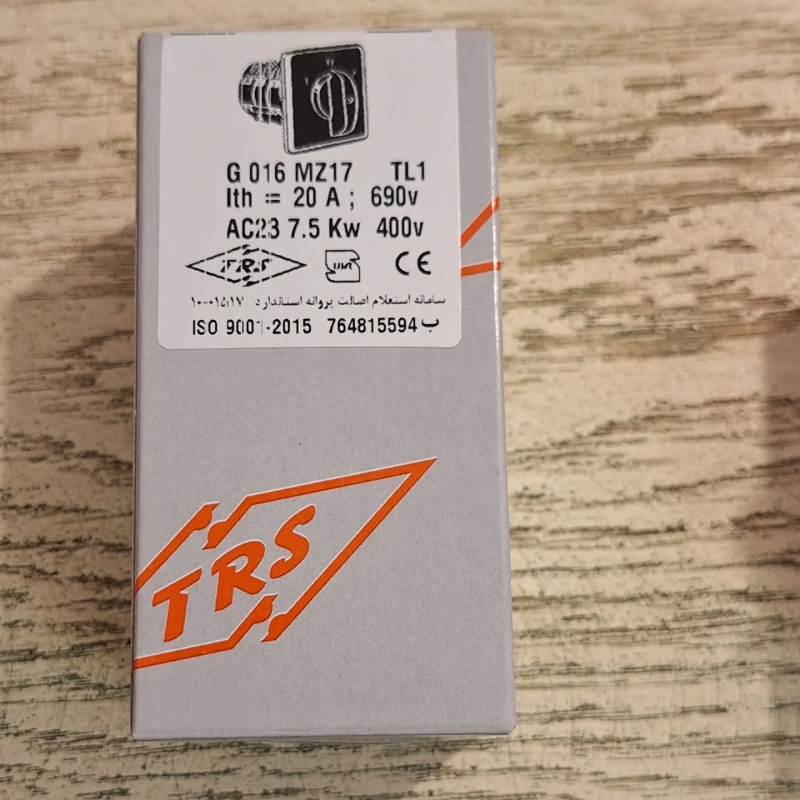 G 016 MZ17 TL1
Ith = 20 A ; 690v
AC23 7.5 Kw 400v
TRS CE
سامانه استعلام اصالت پروانه استاندارد
ISO 9001-2015 764815594 ب
TRS